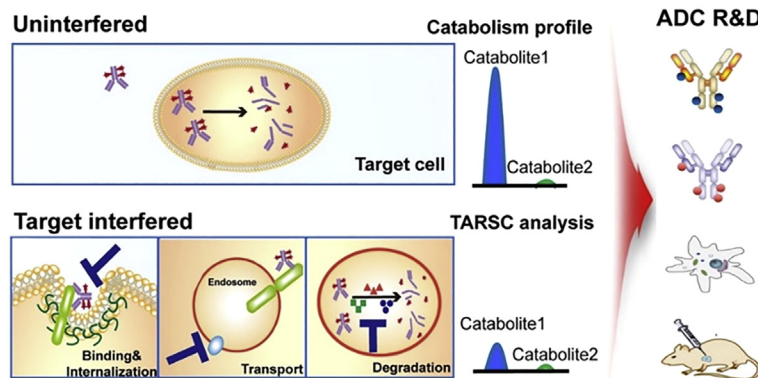 Uninterfered
Catabolism profile
ADC R&D
Catabolite1
Catabolite2
Target cell
Target interfered
TARSC analysis
Endosome
Binding&
Internalization
Transport
Degradation
Catabolite1
Catabolite2